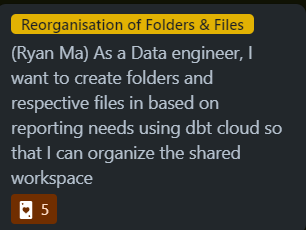 Reorganisation of Folders & Files
(Ryan Ma) As a Data engineer, I
want to create folders and
respective files in based on
reporting needs using dbt cloud so
that I can organize the shared
workspace
5